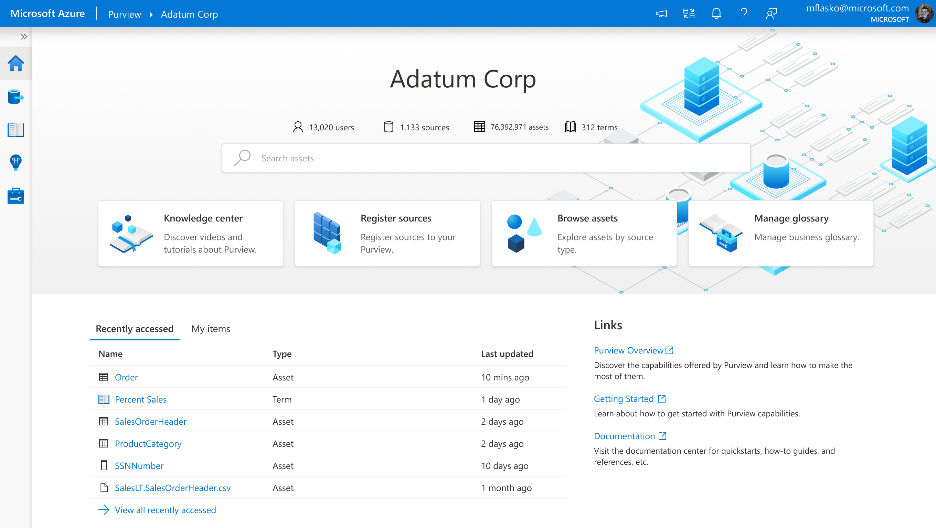 Microsoft Azure Purview Adatum Corp mflasko@microsoft.com
MICROSOFT
Adatum Corp
13,020 users 1.133 sources 76,392,971 assets 312 terms
Search assets
Knowledge center
Discover videos and
tutorials about Purview.
Register sources
Register sources to your
Purview.
Browse assets
Explore assets by source
type.
Manage glossary
Manage business glossary.
Recently accessed My items
Name Type Last updated
Order Asset 10 mins ago
Percent Sales Term 1 day ago
SalesOrderHeader Asset 2 days ago
ProductCategory Asset 2 days ago
SSNNumber Asset 10 days ago
SalesLT.SalesOrderHeader.csv Asset 1 month ago
View all recently accessed
Links
Purview Overview
Discover the capabilities offered by Purview and learn how to make the
most of them.
Getting Started
Learn about how to get started with Purview capabilities.
Documentation
Visit the documentation center for quickstarts, how-to guides, and
references, etc.